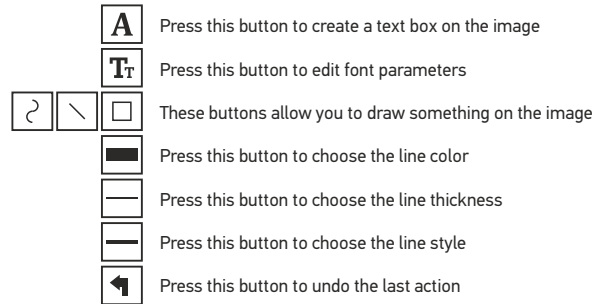 A Press this button to create a text box on the image
TT Press this button to edit font parameters
These buttons allow you to draw something on the image
Press this button to choose the line color
Press this button to choose the line thickness
Press this button to choose the line style
Press this button to undo the last action